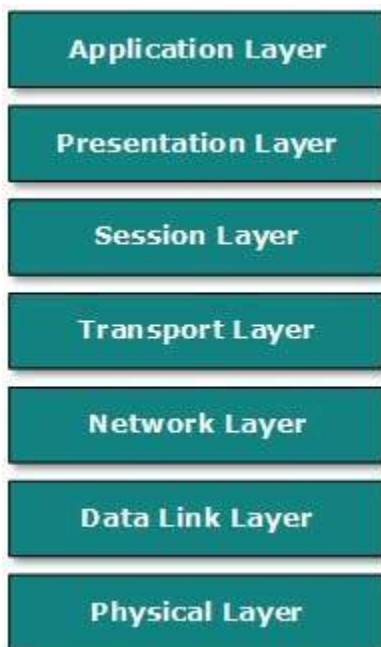 Application Layer
Presentation Layer
Session Layer
Transport Layer
Network Layer
Data Link Layer
Physical Layer